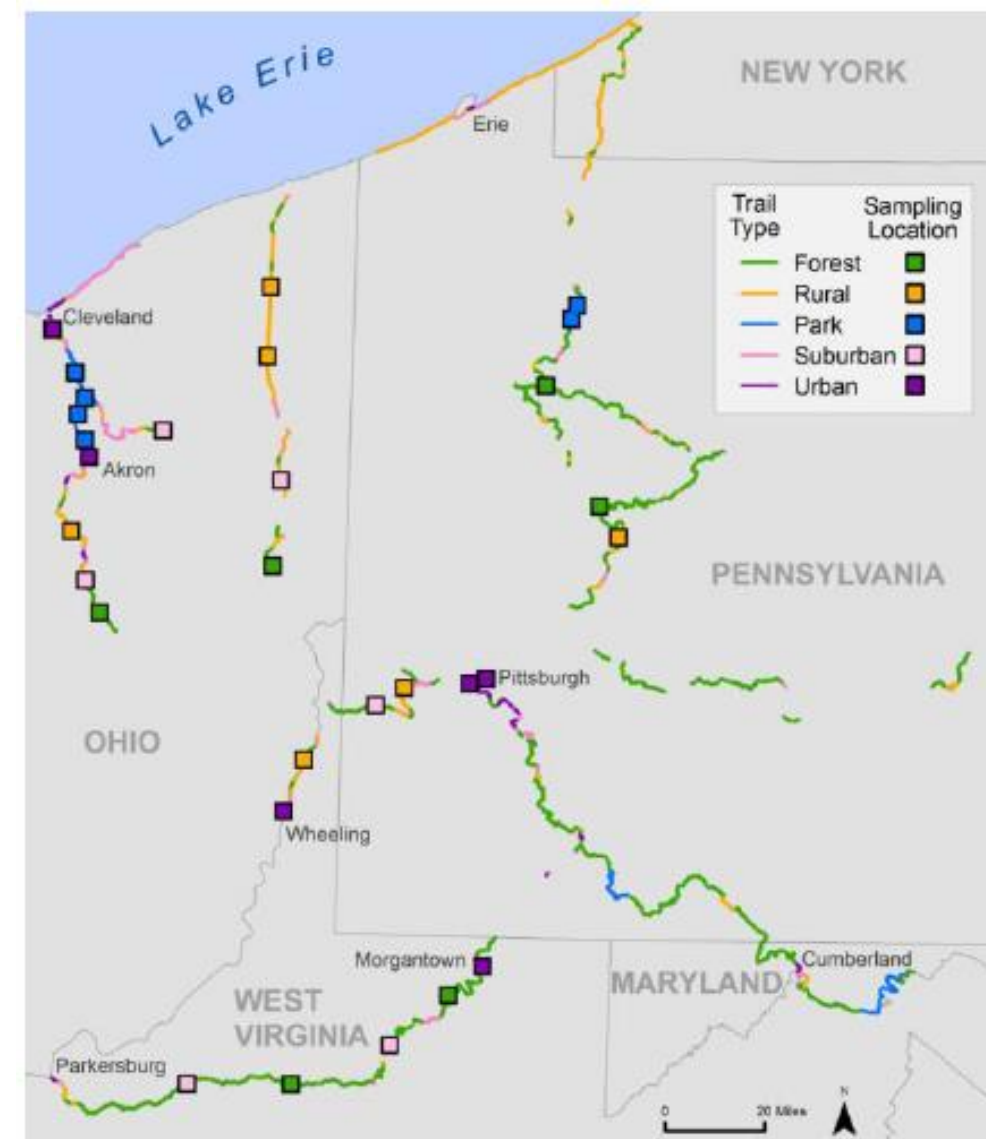 Lake Erie
NEW YORK
Erie
Trail
Type
Sampling
Location
Forest
Rural
Park
Suburban
Urban
Cleveland
Akron
PENNSYLVANIA
Pittsburgh
OHIO
Wheeling
Morgantown
Cumberland
MARYLAND
WEST
VIRGINIA
Parkersburg
N
0 20 Miles